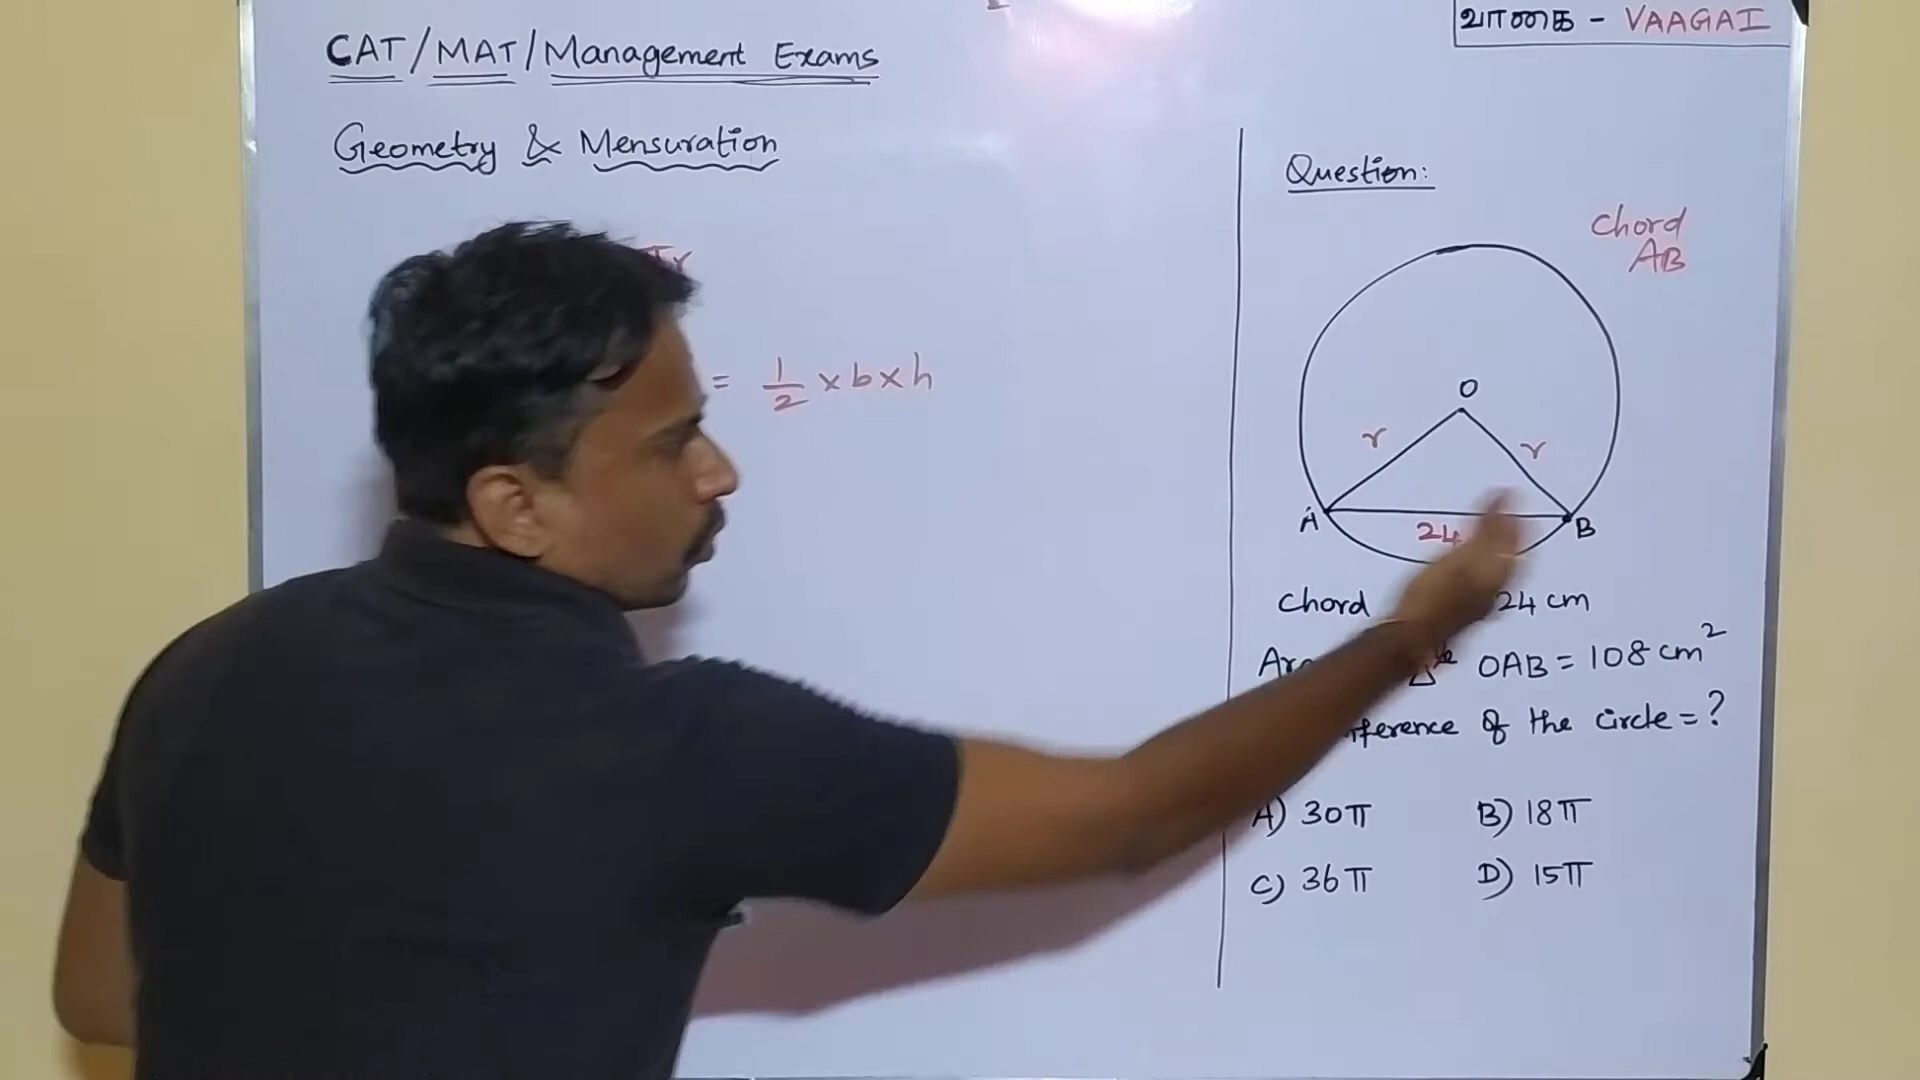 வாகை - VAAGAI
CAT/MAT/Management Exams
Geometry & Mensuration
πr
= 1/2 × b × h
Question:
Chord
AB
O
r r
A 24 B
Chord 24 cm
OAB = 108 cm²
of the circle = ?
A) 30π B) 18π
C) 36π D) 15π